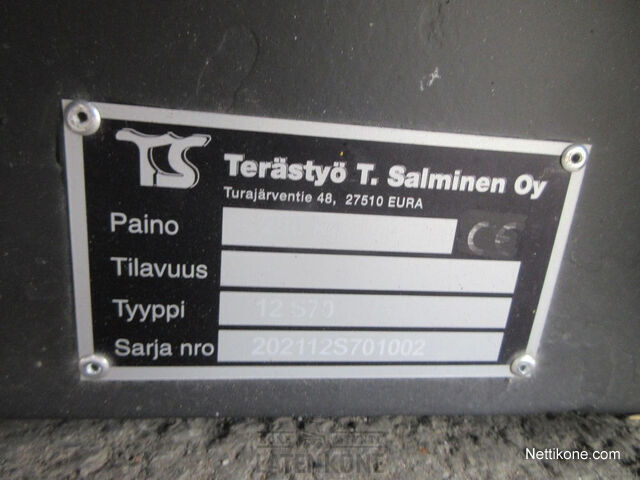 TS
Terästyö T. Salminen Oy
Turajärventie 48, 27510 EURA
Paino
CE
Tilavuus
Tyyppi 12 S70
Sarja nro 202112S701002
Nettikone.com